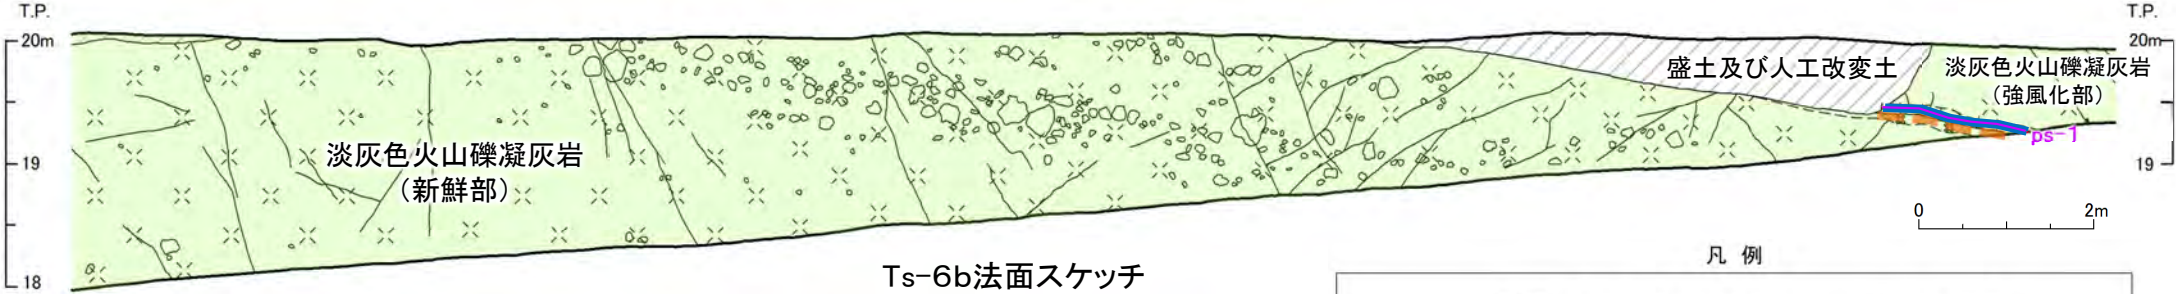 T.P.
T.P.
20m
20m
盛土及び人工改変土
淡灰色火山礫凝灰岩
（強風化部）
ps-1
淡灰色火山礫凝灰岩
（新鮮部）
19
19
0
2m
凡 例
Ts-6b法面スケッチ
18